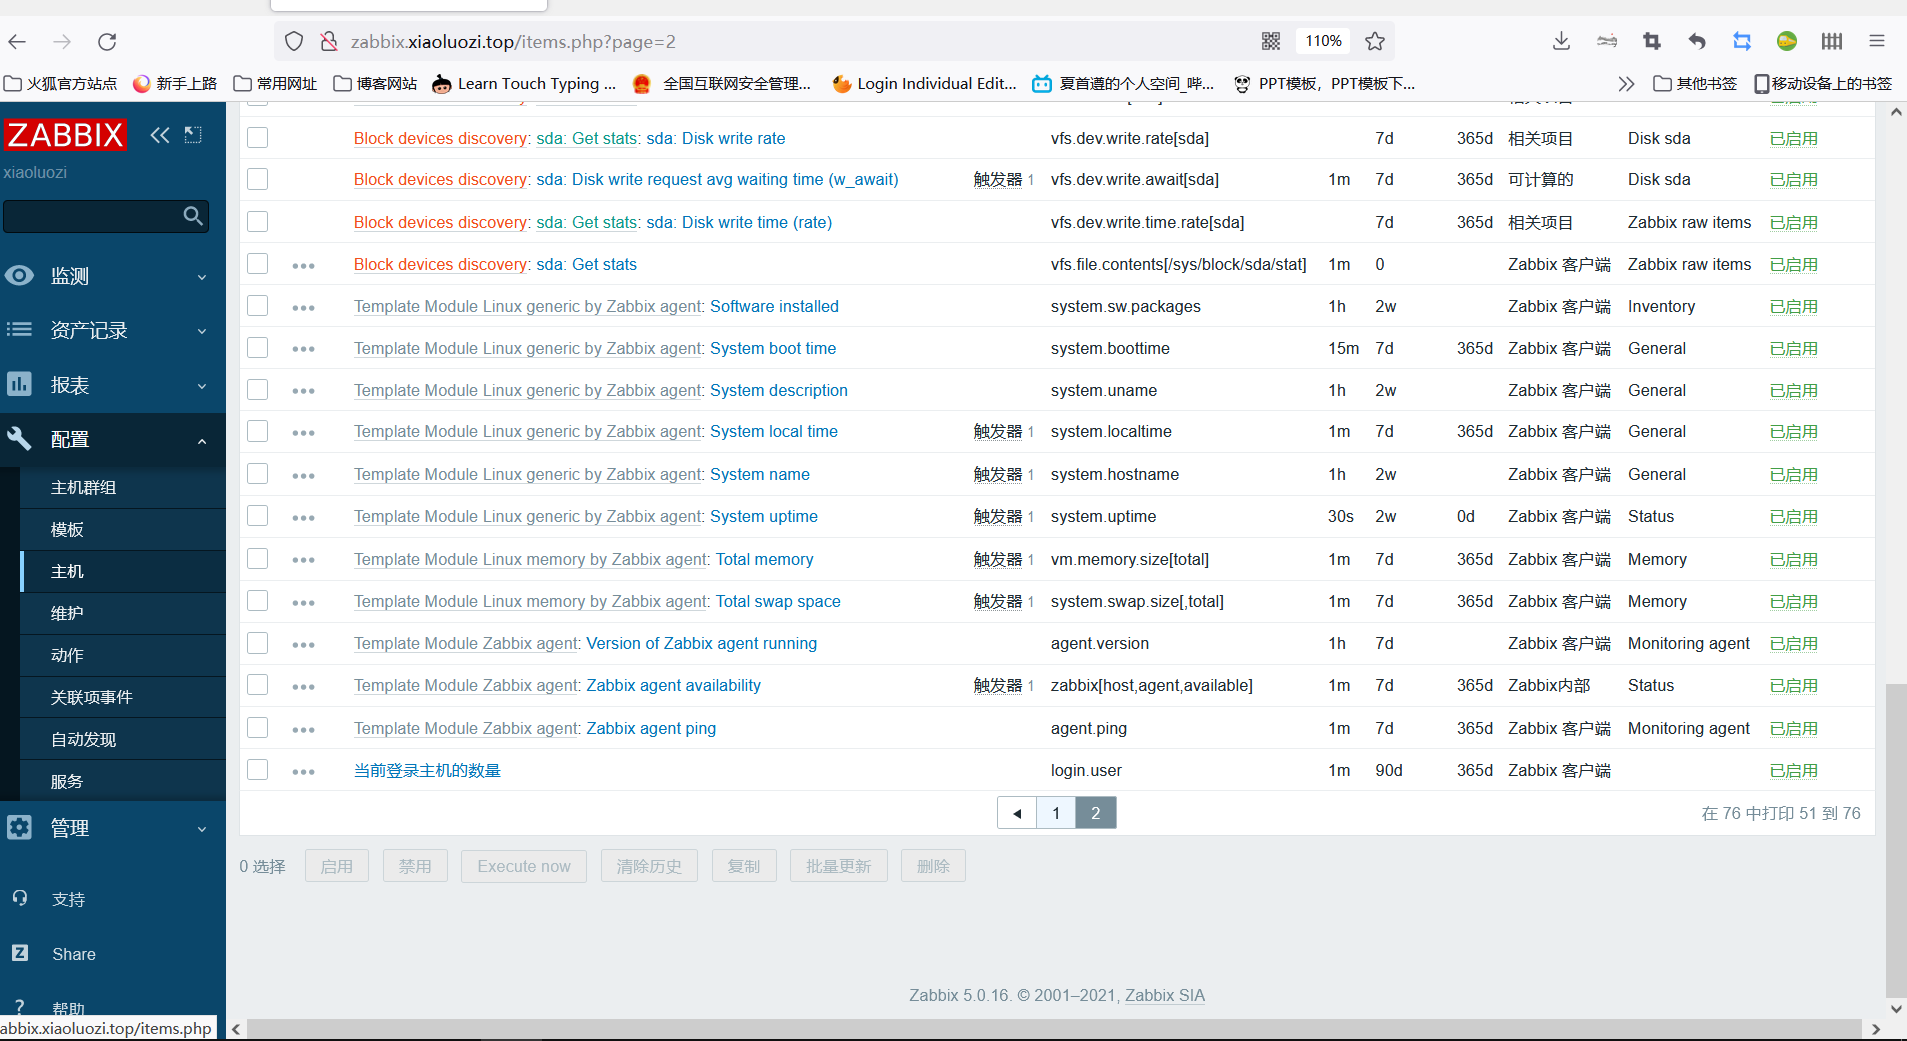 zabbix.xiaoluozi.top/items.php?page=2
110%
火狐官方站点
新手上路
常用网址
博客网站
Learn Touch Typing ...
全国互联网安全管理...
Login Individual Edit...
夏首遵的个人空间_哔...
PPT模板，PPT模板下...
其他书签
移动设备上的书签
ZABBIX
xiaoluozi
监测
资产记录
报表
配置
主机群组
模板
主机
维护
动作
关联项事件
自动发现
服务
管理
支持
Share
帮助
abbix.xiaoluozi.top/items.php
Block devices discovery: sda: Get stats: sda: Disk write rate vfs.dev.write.rate[sda] 7d 365d 相关项目 Disk sda 已启用
Block devices discovery: sda: Disk write request avg waiting time (w_await) 触发器 1 vfs.dev.write.await[sda] 1m 7d 365d 可计算的 Disk sda 已启用
Block devices discovery: sda: Get stats: sda: Disk write time (rate) vfs.dev.write.time.rate[sda] 7d 365d 相关项目 Zabbix raw items 已启用
Block devices discovery: sda: Get stats vfs.file.contents[/sys/block/sda/stat] 1m 0 Zabbix 客户端 Zabbix raw items 已启用
Template Module Linux generic by Zabbix agent: Software installed system.sw.packages 1h 2w Zabbix 客户端 Inventory 已启用
Template Module Linux generic by Zabbix agent: System boot time system.boottime 15m 7d 365d Zabbix 客户端 General 已启用
Template Module Linux generic by Zabbix agent: System description system.uname 1h 2w Zabbix 客户端 General 已启用
Template Module Linux generic by Zabbix agent: System local time 触发器 1 system.localtime 1m 7d 365d Zabbix 客户端 General 已启用
Template Module Linux generic by Zabbix agent: System name 触发器 1 system.hostname 1h 2w Zabbix 客户端 General 已启用
Template Module Linux generic by Zabbix agent: System uptime 触发器 1 system.uptime 30s 2w 0d Zabbix 客户端 Status 已启用
Template Module Linux memory by Zabbix agent: Total memory 触发器 1 vm.memory.size[total] 1m 7d 365d Zabbix 客户端 Memory 已启用
Template Module Linux memory by Zabbix agent: Total swap space 触发器 1 system.swap.size[,total] 1m 7d 365d Zabbix 客户端 Memory 已启用
Template Module Zabbix agent: Version of Zabbix agent running agent.version 1h 7d Zabbix 客户端 Monitoring agent 已启用
Template Module Zabbix agent: Zabbix agent availability 触发器 1 zabbix[host,agent,available] 1m 7d 365d Zabbix内部 Status 已启用
Template Module Zabbix agent: Zabbix agent ping agent.ping 1m 7d 365d Zabbix 客户端 Monitoring agent 已启用
当前登录主机的数量 login.user 1m 90d 365d Zabbix 客户端 已启用
1 2
在 76 中打印 51 到 76
0 选择 启用 禁用 Execute now 清除历史 复制 批量更新 删除
Zabbix 5.0.16. © 2001–2021, Zabbix SIA